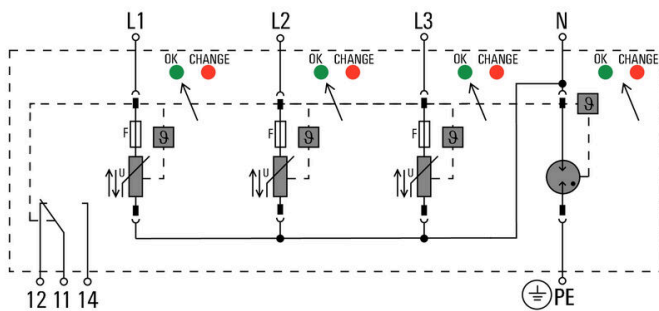 L1 L2 L3 N
OK CHANGE OK CHANGE OK CHANGE OK CHANGE
ϑ
F ϑ F ϑ F ϑ
U U U
12 11 14 PE